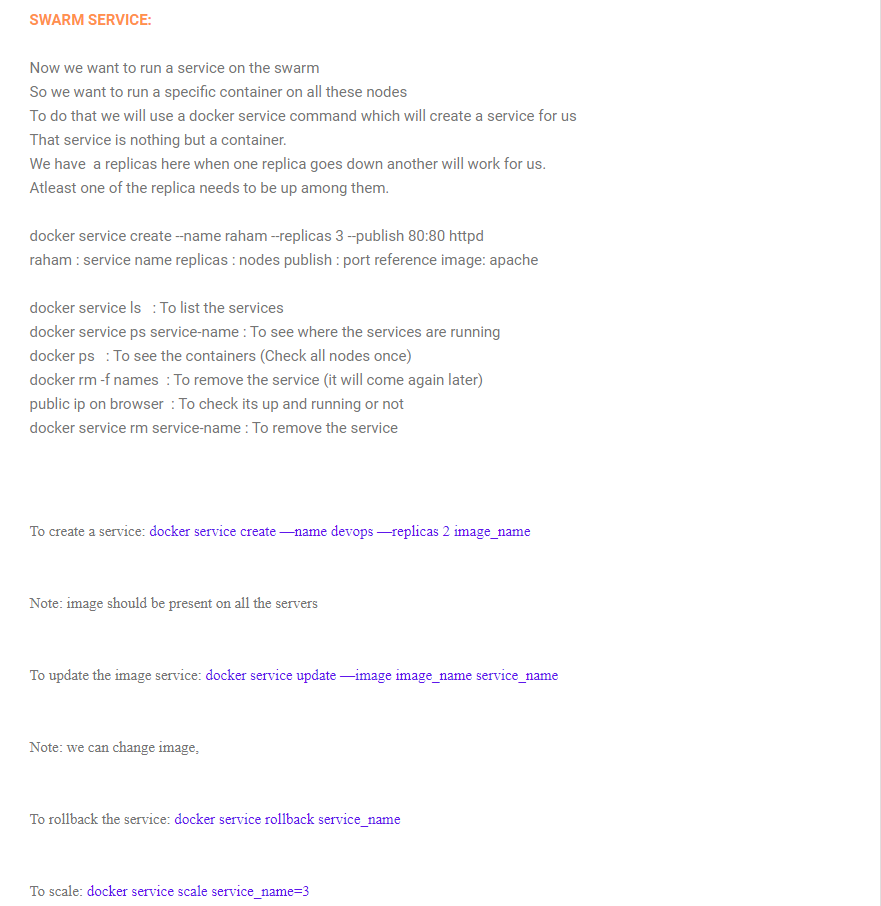 SWARM SERVICE:
Now we want to run a service on the swarm
So we want to run a specific container on all these nodes
To do that we will use a docker service command which will create a service for us
That service is nothing but a container.
We have  a replicas here when one replica goes down another will work for us.
Atleast one of the replica needs to be up among them.
docker service create --name raham --replicas 3 --publish 80:80 httpd
raham : service name replicas : nodes publish : port reference image: apache
docker service ls   : To list the services
docker service ps service-name : To see where the services are running
docker ps   : To see the containers (Check all nodes once)
docker rm -f names  : To remove the service (it will come again later)
public ip on browser  : To check its up and running or not
docker service rm service-name : To remove the service
To create a service: docker service create —name devops —replicas 2 image_name
Note: image should be present on all the servers
To update the image service: docker service update —image image_name service_name
Note: we can change image,
To rollback the service: docker service rollback service_name
To scale: docker service scale service_name=3